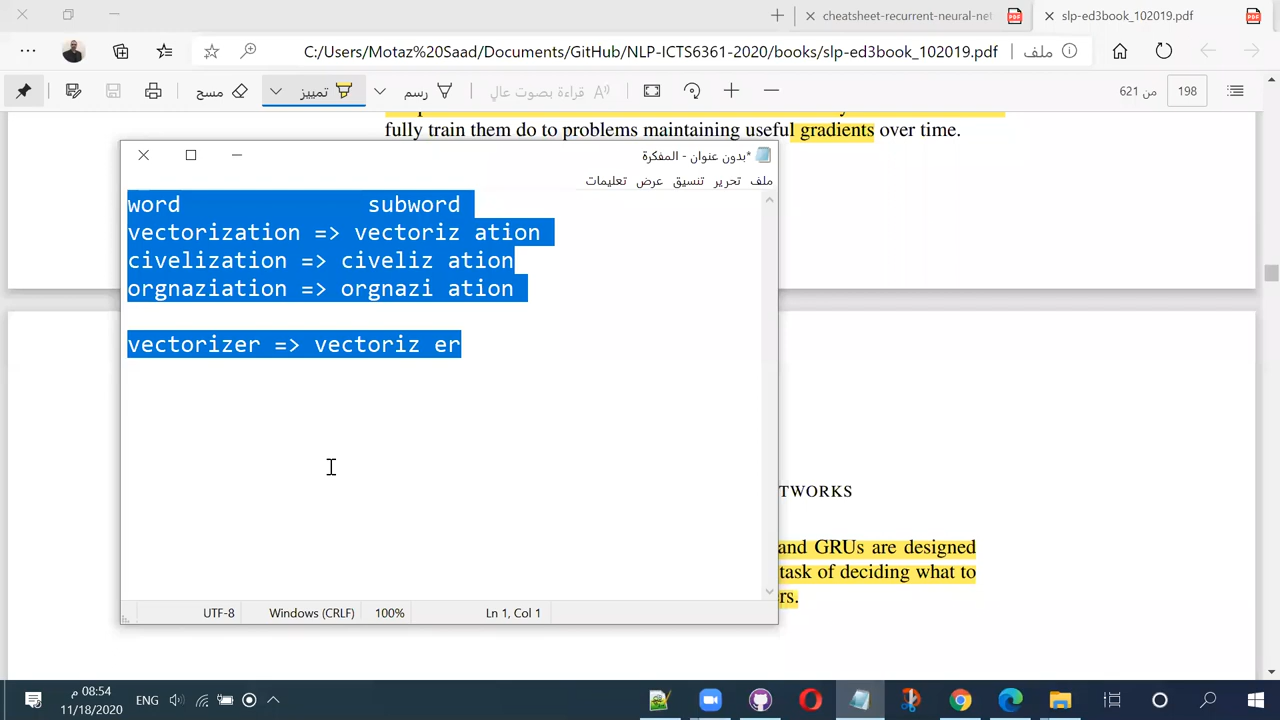 cheatsheet-recurrent-neural-net
slp-ed3book_102019.pdf
C:/Users/Motaz%20Saad/Documents/GitHub/NLP-ICTS6361-2020/books/slp-ed3book_102019.pdf
ملف
مسح
تمييز
رسم
قراءة بصوت عالٍ
من 621
198
fully train them do to problems maintaining useful gradients over time.
*بدون عنوان - المفكرة
ملف تحرير تنسيق عرض تعليمات
word subword
vectorization => vectoriz ation
civelization => civeliz ation
orgnaziation => orgnazi ation
vectorizer => vectoriz er
TWORKS
and GRUs are designed
task of deciding what to
rs.
UTF-8
Windows (CRLF)
100%
Ln 1, Col 1
08:54 م
11/18/2020
ENG